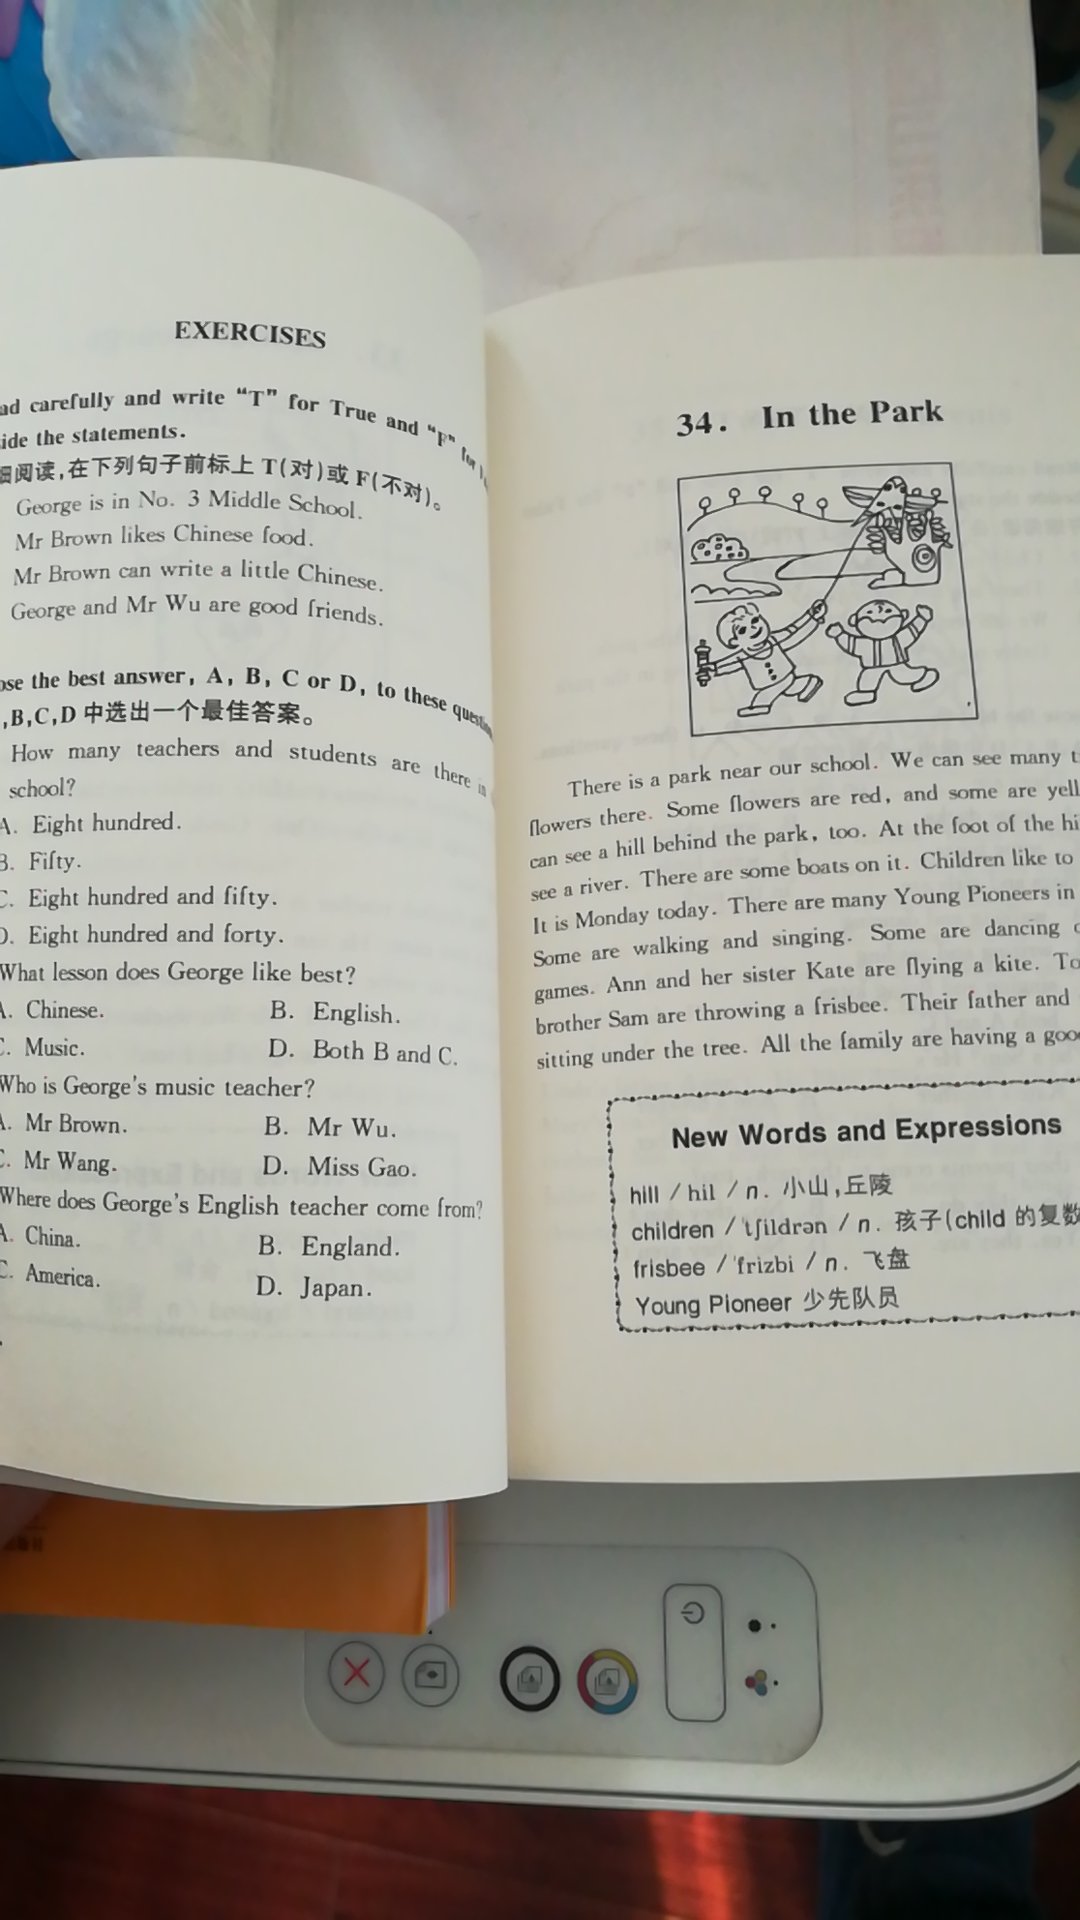 EXERCISES
carefully and write “T” for True and “F” for
the statements.
阅读,在下列句子前标上 T(对)或 F(不对)。
George is in No. 3 Middle School.
Mr Brown likes Chinese food.
Mr Brown can write a little Chinese.
George and Mr Wu are good friends.
the best answer, A, B, C or D, to these
,B,C,D 中选出一个最佳答案。
How many teachers and students are there in
school?
A. Eight hundred.
B. Fifty.
C. Eight hundred and fifty.
D. Eight hundred and forty.
What lesson does George like best?
A. Chinese. B. English.
C. Music. D. Both B and C.
Who is George’s music teacher?
A. Mr Brown. B. Mr Wu.
C. Mr Wang. D. Miss Gao.
Where does George’s English teacher come from?
A. China. B. England.
C. America. D. Japan.
34. In the Park
There is a park near our school. We can see many
flowers there. Some flowers are red, and some are
can see a hill behind the park, too. At the foot of the
see a river. There are some boats on it. Children like to
It is Monday today. There are many Young Pioneers in
Some are walking and singing. Some are dancing
games. Ann and her sister Kate are flying a kite.
brother Sam are throwing a frisbee. Their father and
sitting under the tree. All the family are having a
New Words and Expressions
hill / hil / n. 小山,丘陵
children / 'tʃildrən / n. 孩子(child 的复数
frisbee / 'frizbi / n. 飞盘
Young Pioneer 少先队员